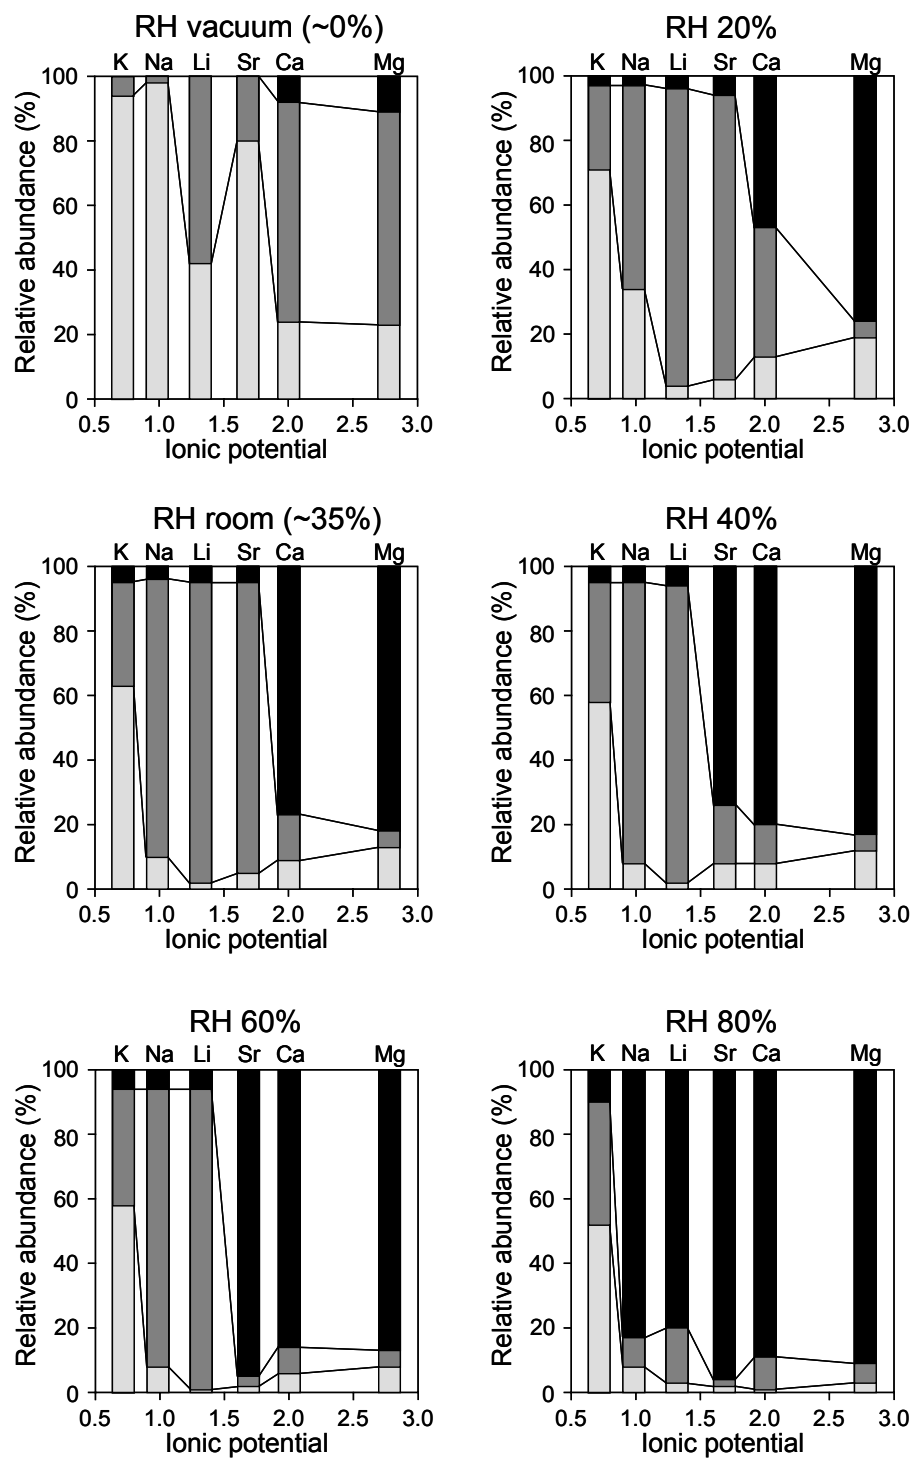 RH vacuum (~0%)
K Na Li Sr Ca Mg
Relative abundance (%)
100
80
60
40
20
0
0.5 1.0 1.5 2.0 2.5 3.0
Ionic potential
RH 20%
K Na Li Sr Ca Mg
Relative abundance (%)
100
80
60
40
20
0
0.5 1.0 1.5 2.0 2.5 3.0
Ionic potential
RH room (~35%)
K Na Li Sr Ca Mg
Relative abundance (%)
100
80
60
40
20
0
0.5 1.0 1.5 2.0 2.5 3.0
Ionic potential
RH 40%
K Na Li Sr Ca Mg
Relative abundance (%)
100
80
60
40
20
0
0.5 1.0 1.5 2.0 2.5 3.0
Ionic potential
RH 60%
K Na Li Sr Ca Mg
Relative abundance (%)
100
80
60
40
20
0
0.5 1.0 1.5 2.0 2.5 3.0
Ionic potential
RH 80%
K Na Li Sr Ca Mg
Relative abundance (%)
100
80
60
40
20
0
0.5 1.0 1.5 2.0 2.5 3.0
Ionic potential